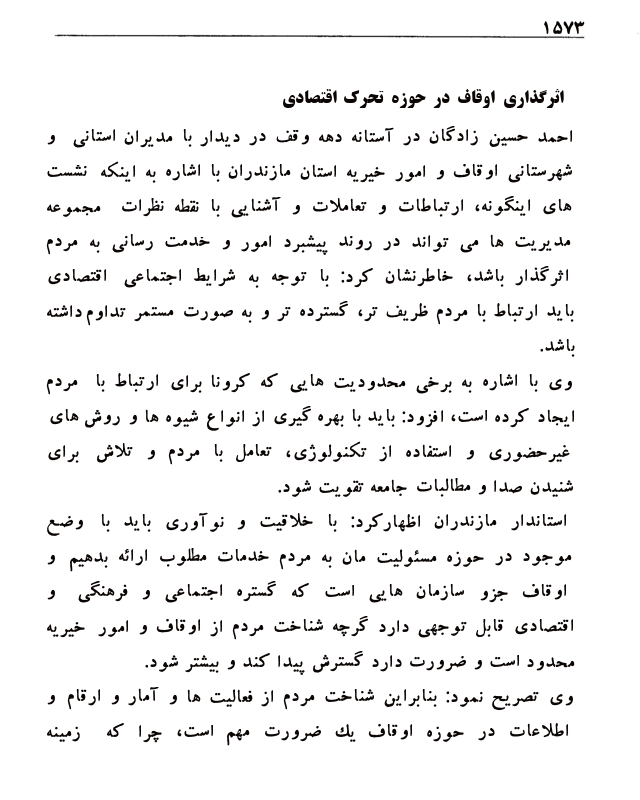 ۱۵۷۳
اثرگذاری اوقاف در حوزه تحرک اقتصادی
احمد حسین زادگان در آستانه دهه وقف در دیدار با مدیران استانی و
شهرستانی اوقاف و امور خیریه استان مازندران با اشاره به اینکه نشست
های اینگونه، ارتباطات و تعاملات و آشنایی با نقطه نظرات مجموعه
مدیریت ها می تواند در روند پیشبرد امور و خدمت رسانی به مردم
اثرگذار باشد، خاطرنشان کرد: با توجه به شرایط اجتماعی اقتصادی
باید ارتباط با مردم ظریف تر، گسترده تر و به صورت مستمر تداوم داشته
باشد.
وی با اشاره به برخی محدودیت هایی که کرونا برای ارتباط با مردم
ایجاد کرده است، افزود: باید با بهره گیری از انواع شیوه ها و روش های
غیرحضوری و استفاده از تکنولوژی، تعامل با مردم و تلاش برای
شنیدن صدا و مطالبات جامعه تقویت شود.
استاندار مازندران اظهارکرد: با خلاقیت و نوآوری باید با وضع
موجود در حوزه مسئولیت مان به مردم خدمات مطلوب ارائه بدهیم و
اوقاف جزو سازمان هایی است که گستره اجتماعی و فرهنگی و
اقتصادی قابل توجهی دارد گرچه شناخت مردم از اوقاف و امور خیریه
محدود است و ضرورت دارد گسترش پیدا کند و بیشتر شود.
وی تصریح نمود: بنابراین شناخت مردم از فعالیت ها و آمار و ارقام و
اطلاعات در حوزه اوقاف یك ضرورت مهم است، چرا که زمینه